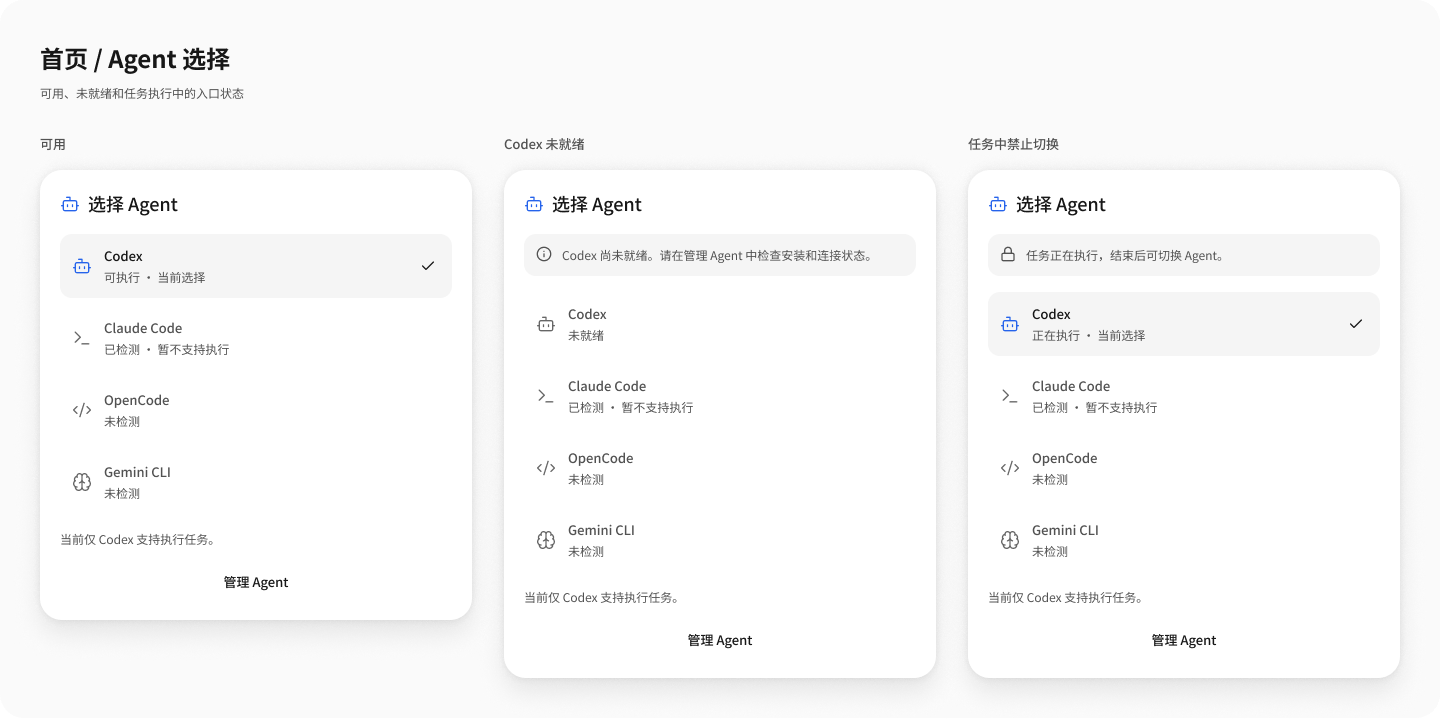 首页 / Agent 选择
可用、未就绪和任务执行中的入口状态
可用
选择 Agent
Codex
可执行 · 当前选择
Claude Code
已检测 · 暂不支持执行
OpenCode
未检测
Gemini CLI
未检测
当前仅 Codex 支持执行任务。
管理 Agent
Codex 未就绪
选择 Agent
Codex 尚未就绪。请在管理 Agent 中检查安装和连接状态。
Codex
未就绪
Claude Code
已检测 · 暂不支持执行
OpenCode
未检测
Gemini CLI
未检测
当前仅 Codex 支持执行任务。
管理 Agent
任务中禁止切换
选择 Agent
任务正在执行，结束后可切换 Agent。
Codex
正在执行 · 当前选择
Claude Code
已检测 · 暂不支持执行
OpenCode
未检测
Gemini CLI
未检测
当前仅 Codex 支持执行任务。
管理 Agent